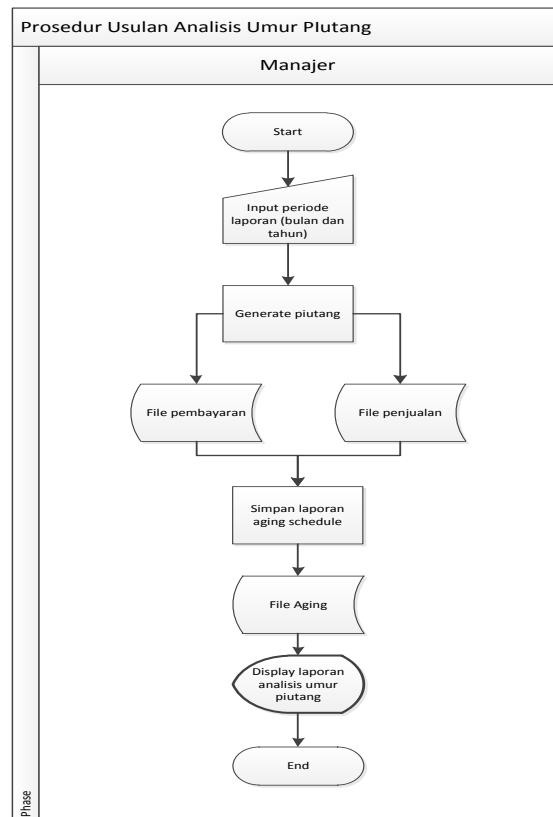 Prosedur Usulan Analisis Umur PIutang
Manajer
Start
Input periode
laporan (bulan dan
tahun)
Generate piutang
File pembayaran
File penjualan
Simpan laporan
aging schedule
File Aging
Display laporan
analisis umur
piutang
End
Phase